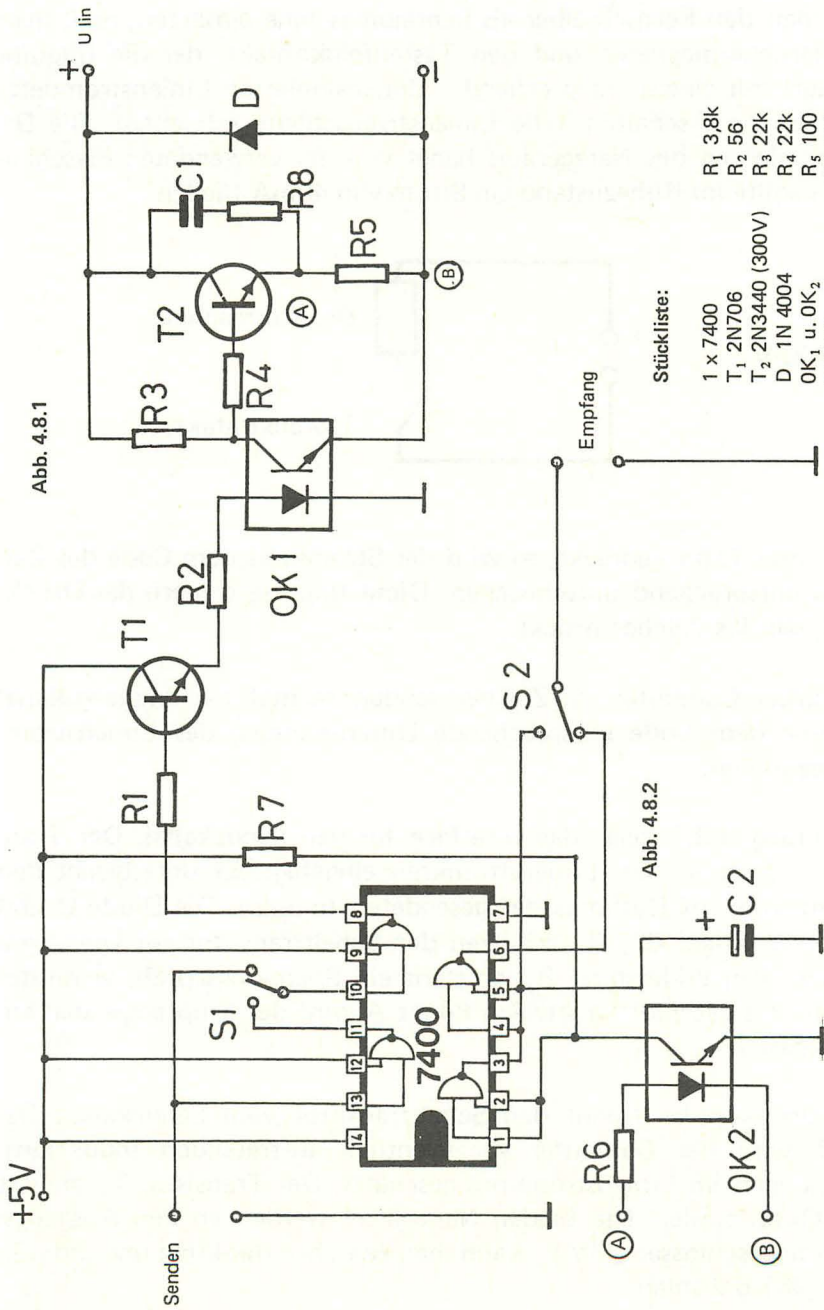 Abb. 4.8.1
+ U lin
T1
T2
C1
D
R1
R2
R3
R4
R5
R8
A
B
−
OK 1
+5V
Senden
S1
R7
14
13
12
11
10
9
8
7400
1
2
3
4
5
6
7
S 2
Empfang
R6
OK2
+
C 2
A
B
Abb. 4.8.2
Stückliste:
1 x 7400
T₁ 2N706
T₂ 2N3440 (300V)
D 1N 4004
OK₁ u. OK₂
R₁ 3,8k
R₂ 56
R₃ 22k
R₄ 22k
R₅ 100